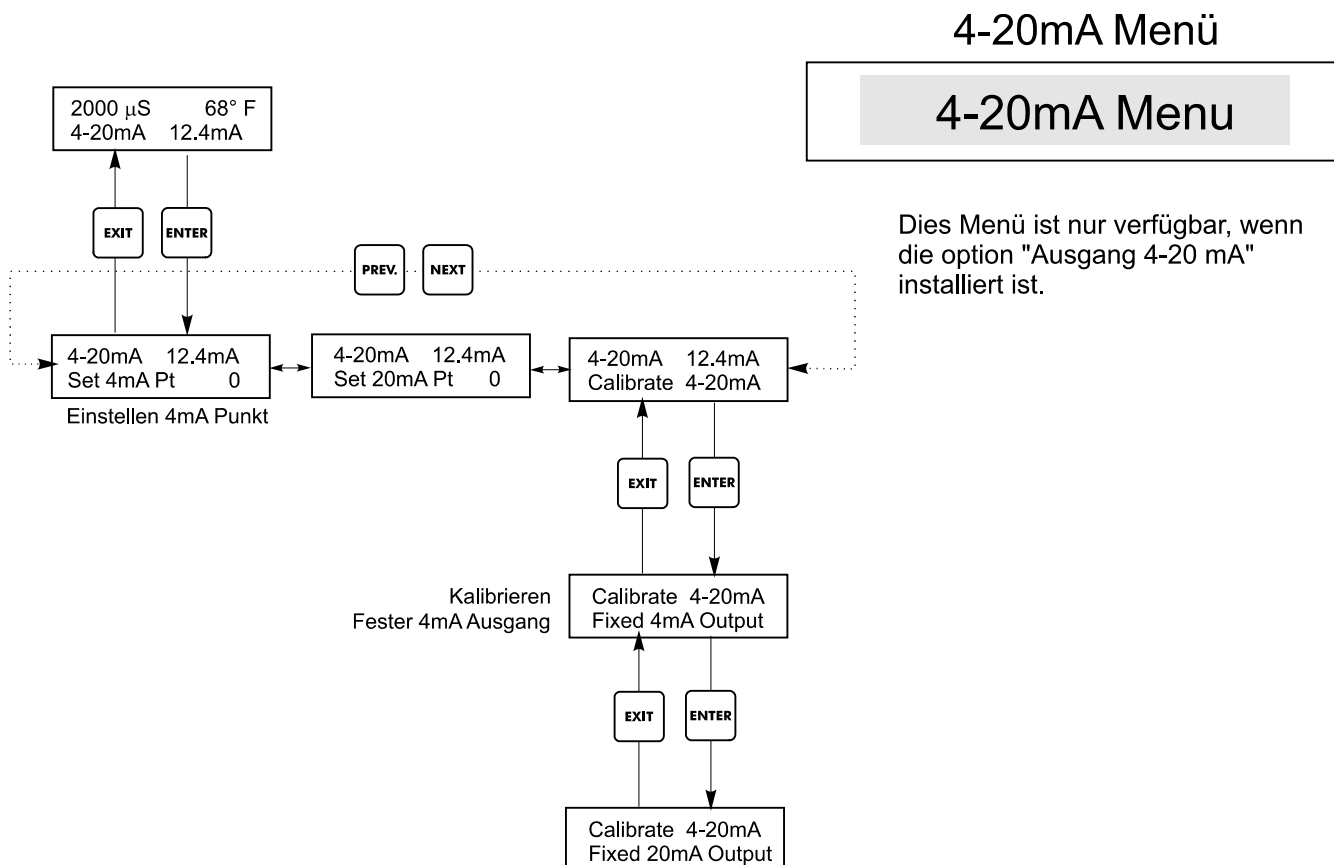 4-20mA Menü
4-20mA Menu
Dies Menü ist nur verfügbar, wenn
die option "Ausgang 4-20 mA"
installiert ist.
2000 μS 68° F
4-20mA 12.4mA
EXIT
ENTER
PREV.
NEXT
4-20mA 12.4mA
Set 4mA Pt 0
Einstellen 4mA Punkt
4-20mA 12.4mA
Set 20mA Pt 0
4-20mA 12.4mA
Calibrate 4-20mA
EXIT
ENTER
Kalibrieren
Fester 4mA Ausgang
Calibrate 4-20mA
Fixed 4mA Output
EXIT
ENTER
Calibrate 4-20mA
Fixed 20mA Output